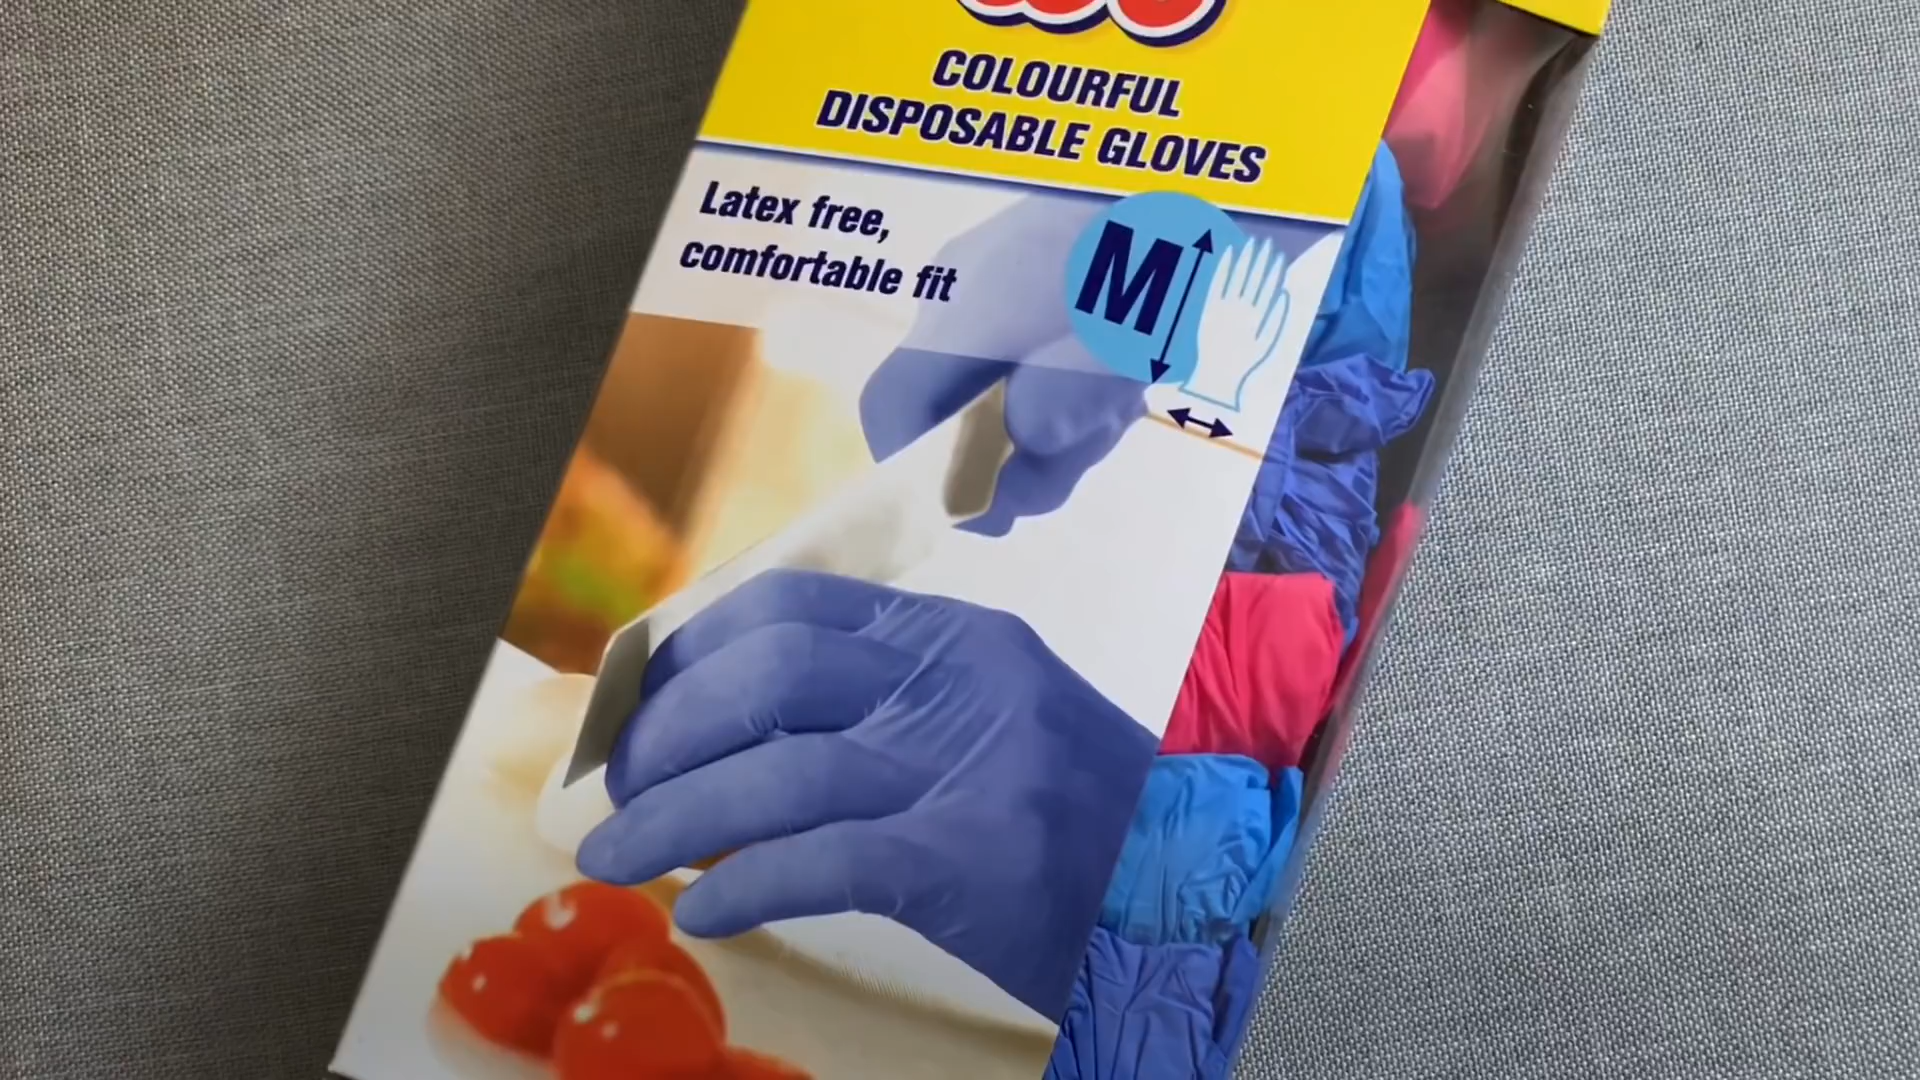 COLOURFUL
DISPOSABLE GLOVES
Latex free,
comfortable fit
M